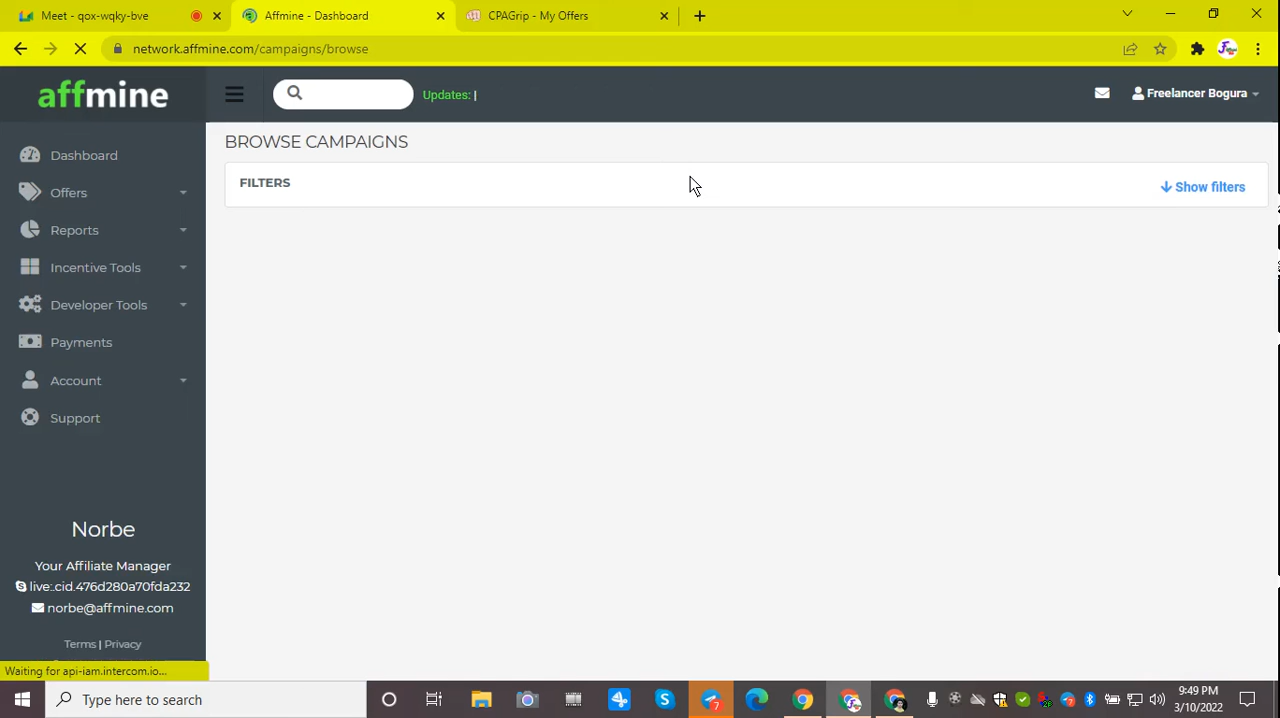 Meet - qox-wqky-bve
Affmine - Dashboard
CPAGrip - My Offers
network.affmine.com/campaigns/browse
affmine
Updates: |
Freelancer Bogura
BROWSE CAMPAIGNS
FILTERS
Show filters
Dashboard
Offers
Reports
Incentive Tools
Developer Tools
Payments
Account
Support
Norbe
Your Affiliate Manager
live:.cid.476d280a70fda232
norbe@affmine.com
Terms | Privacy
Waiting for api-iam.intercom.io...
Type here to search
7
9:49 PM
3/10/2022